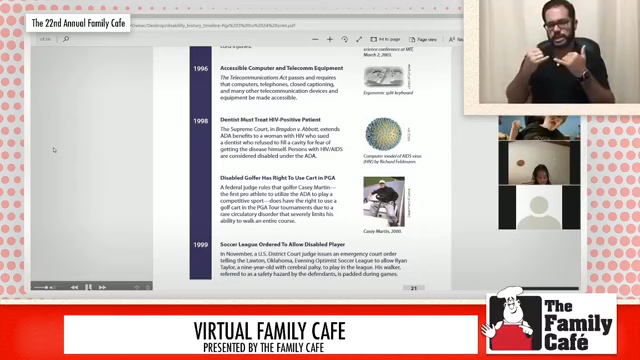 The 22nd Annual Family Cafe
science conference at MIT,
March 2, 2003.
1996
Accessible Computer and Telecomm Equipment
The Telecommunications Act passes and requires
that computers, telephones, closed captioning,
and many other telecommunication devices and
equipment be made accessible.
Ergonomic split keyboard
1998
Dentist Must Treat HIV-Positive Patient
The Supreme Court, in Bragdon v. Abbott, extends
ADA benefits to a woman with HIV who sued
a dentist who refused to fill a cavity for fear of
getting the disease himself. Persons with HIV/AIDS
are considered disabled under the ADA.
Computer model of AIDS virus
(HIV) by Richard Feldmann.
Disabled Golfer Has Right To Use Cart in PGA
A federal judge rules that golfer Casey Martin—
the first pro athlete to utilize the ADA to play a
competitive sport—does have the right to use a
golf cart in the PGA Tour tournaments due to a
rare circulatory disorder that severely limits his
ability to walk an entire course.
Casey Martin, 2000.
1999
Soccer League Ordered To Allow Disabled Player
In November, a U.S. District Court judge issues an emergency court order
telling the Lawton, Oklahoma, Evening Optimist Soccer League to allow Ryan
Taylor, a nine-year-old with cerebral palsy, to play in the league. His walker,
referred to as a safety hazard by the defendants, is padded during games.
21
VIRTUAL FAMILY CAFE
PRESENTED BY THE FAMILY CAFE
The
Family
Café